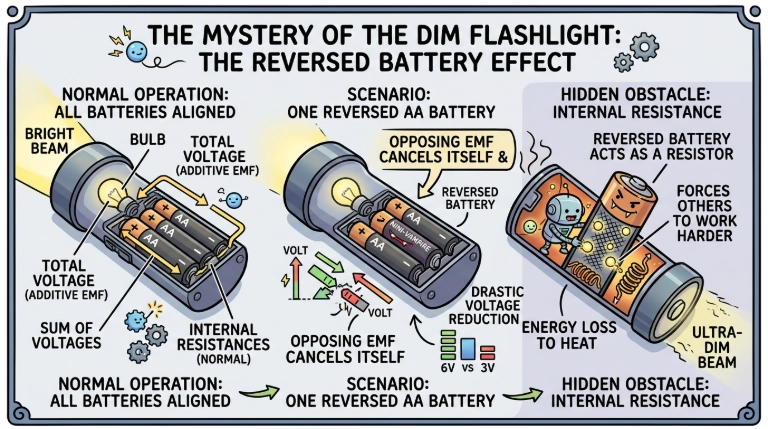 THE MYSTERY OF THE DIM FLASHLIGHT:
THE REVERSED BATTERY EFFECT
NORMAL OPERATION:
ALL BATTERIES ALIGNED
BRIGHT
BEAM
BULB
TOTAL
VOLTAGE
(ADDITIVE EMF)
+
+
+
AA
AA
AA
TOTAL
VOLTAGE
(ADDITIVE EMF)
SUM OF
VOLTAGES
INTERNAL
RESISTANCES
(NORMAL)
SCENARIO:
ONE REVERSED AA BATTERY
OPPOSING EMF
CANCELS ITSELF &
REVERSED
BATTERY
+
+
AA
AA
MINI-VAMPIRE
VOLT
VOLT
OPPOSING EMF
CANCELS ITSELF
DRASTIC
VOLTAGE
REDUCTION
6V VS 3V
HIDDEN OBSTACLE:
INTERNAL RESISTANCE
REVERSED BATTERY
ACTS AS A RESISTOR
FORCES
OTHERS
TO WORK
HARDER
ENERGY LOSS
TO HEAT
ULTRA-
DIM
BEAM
NORMAL OPERATION:
ALL BATTERIES ALIGNED
SCENARIO:
ONE REVERSED AA BATTERY
HIDDEN OBSTACLE:
INTERNAL RESISTANCE